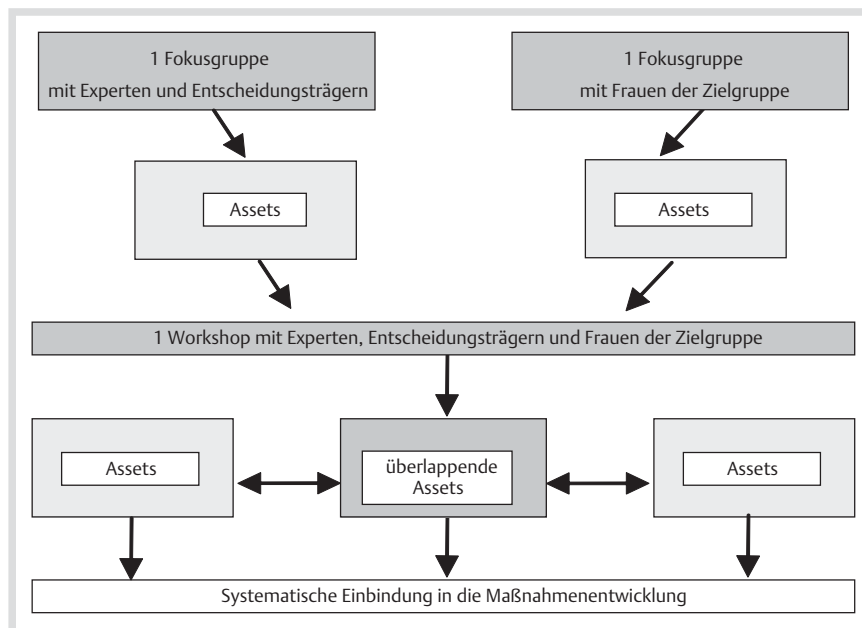 1 Fokusgruppe
mit Experten und Entscheidungsträgern
1 Fokusgruppe
mit Frauen der Zielgruppe
Assets
Assets
1 Workshop mit Experten, Entscheidungsträgern und Frauen der Zielgruppe
Assets
überlappende
Assets
Assets
Systematische Einbindung in die Maßnahmenentwicklung